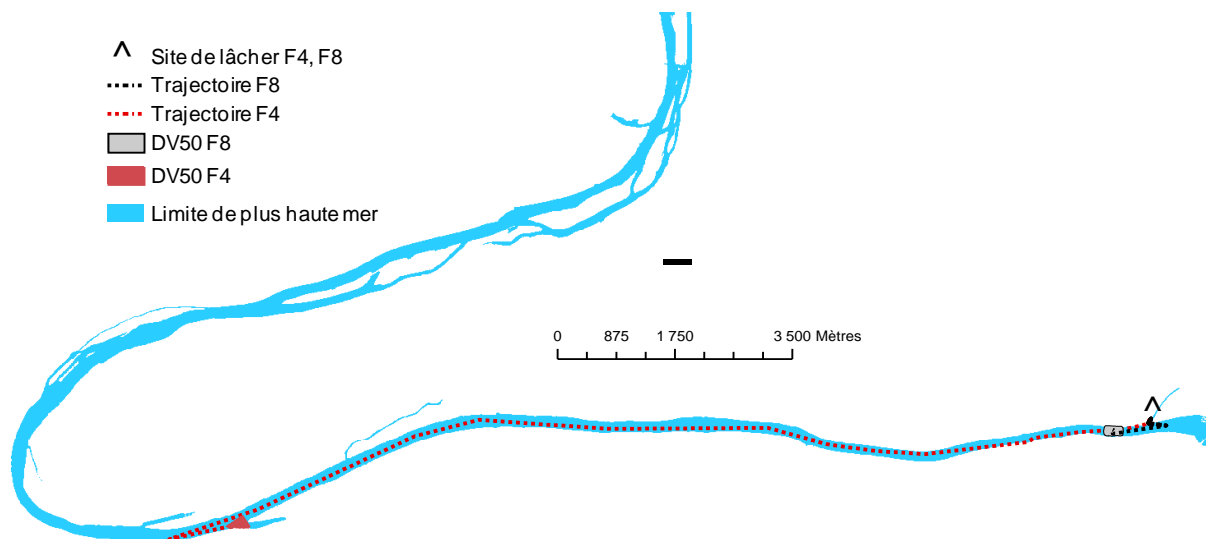 ^ Site de lâcher F4, F8
Trajectoire F8
Trajectoire F4
DV50 F8
DV50 F4
Limite de plus haute mer
0 875 1 750 3 500 Mètres
^